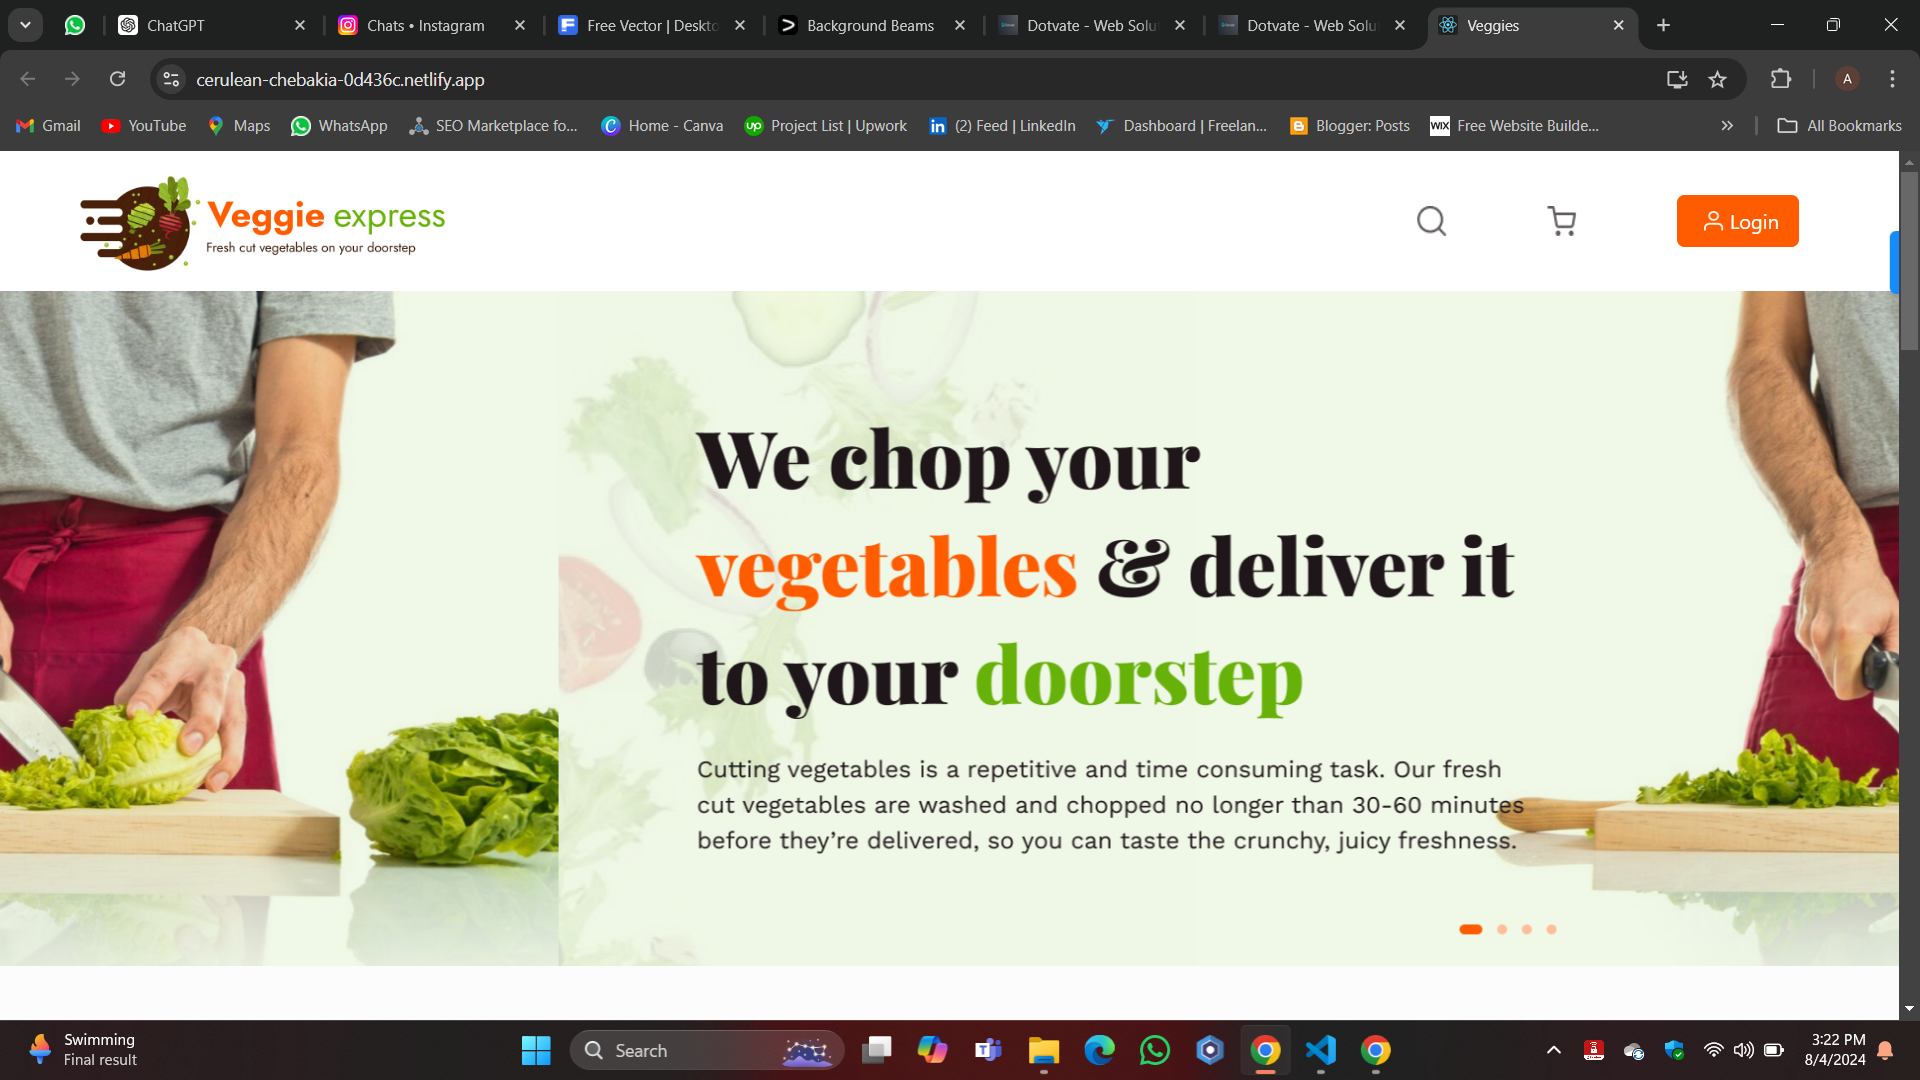 ChatGPT
Chats • Instagram
Free Vector | Deskto
Background Beams
Dotvate - Web Solu
Dotvate - Web Solu
Veggies
cerulean-chebakia-0d436c.netlify.app
A
Gmail
YouTube
Maps
WhatsApp
SEO Marketplace fo...
Home - Canva
up
Project List | Upwork
in
(2) Feed | LinkedIn
Dashboard | Freelan...
Blogger: Posts
WIX
Free Website Builde...
All Bookmarks
Veggie express
Fresh cut vegetables on your doorstep
Login
We chop your
vegetables & deliver it
to your doorstep
Cutting vegetables is a repetitive and time consuming task. Our fresh
cut vegetables are washed and chopped no longer than 30-60 minutes
before they’re delivered, so you can taste the crunchy, juicy freshness.
Swimming
Final result
Search
3:22 PM
8/4/2024